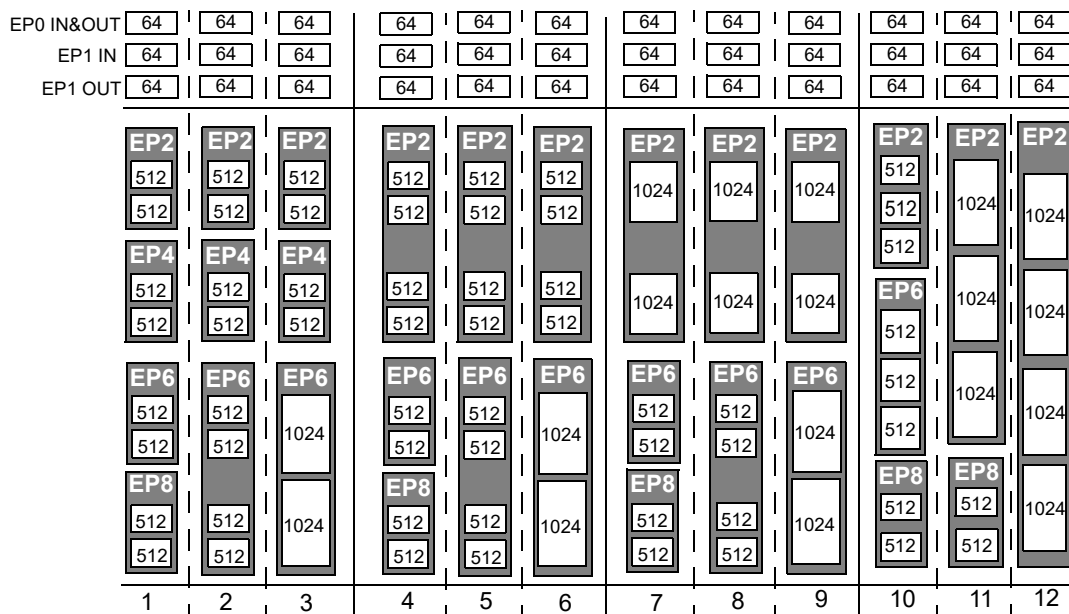 EP0 IN&OUT 64 64 64 64 64 64 64 64 64 64 64 64
EP1 IN 64 64 64 64 64 64 64 64 64 64 64 64
EP1 OUT 64 64 64 64 64 64 64 64 64 64 64 64
EP2 EP2 EP2 EP2 EP2 EP2 EP2 EP2 EP2 EP2 EP2 EP2
512 512 512 512 512 512 1024 1024 1024 512 1024 1024
512 512 512 512 512 512 512
512
EP4 EP4 EP4
512 512 512 512 512 512 1024 1024 1024 EP6 1024 1024
512 512 512 512 512 512 512
EP6 EP6 EP6 EP6 EP6 EP6 EP6 EP6 EP6 512
512 512 1024 512 512 1024 512 512 1024 512 1024 1024
512 512 512 512 512 512
EP8 EP8 EP8 EP8 EP8
512 512 1024 512 512 1024 512 512 1024 512 512 1024
512 512 512 512 512 512 512 512
1 2 3 4 5 6 7 8 9 10 11 12